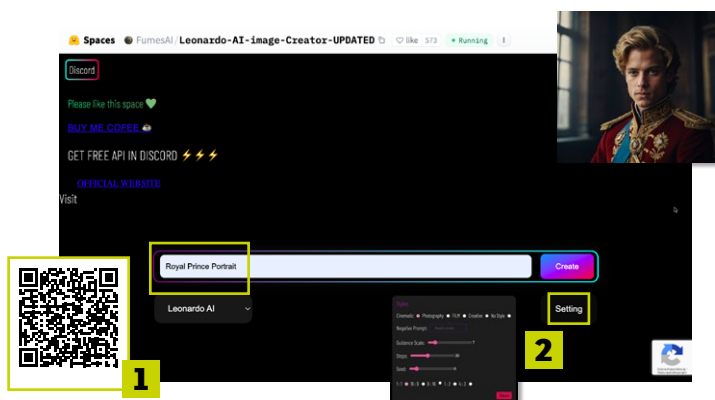 Spaces FumesAI/Leonardo-AI-image-Creator-UPDATED like 573 Running
Discord
Please like this space
BUY ME COFEE
GET FREE API IN DISCORD
OFFICIAL WEBSITE
Visit
Royal Prince Portrait Create
Leonardo AI Setting
Cinematic Photography Creative No Style
Negative Prompt:
Guidance Scale: 7
Steps:
Seed:
1
2